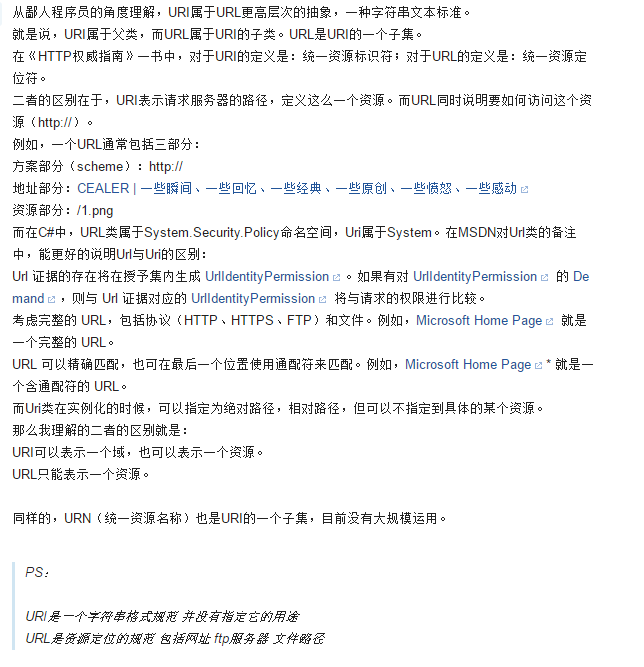 从鄙人程序员的角度理解，URI属于URL更高层次的抽象，一种字符串文本标准。
就是说，URI属于父类，而URL属于URI的子类。URL是URI的一个子集。
在《HTTP权威指南》一书中，对于URI的定义是：统一资源标识符；对于URL的定义是：统一资源定
位符。
二者的区别在于，URI表示请求服务器的路径，定义这么一个资源。而URL同时说明要如何访问这个资
源（http://）。
例如，一个URL通常包括三部分：
方案部分（scheme）：http://
地址部分：CEALER | 一些瞬间、一些回忆、一些经典、一些原创、一些愤怒、一些感动
资源部分：/1.png
而在C#中，URL类属于System.Security.Policy命名空间，Uri属于System。在MSDN对Url类的备注
中，能更好的说明Url与Uri的区别：
Url 证据的存在将在授予集内生成 UrlIdentityPermission 。如果有对 UrlIdentityPermission 的 De
mand ，则与 Url 证据对应的 UrlIdentityPermission 将与请求的权限进行比较。
考虑完整的 URL，包括协议（HTTP、HTTPS、FTP）和文件。例如，Microsoft Home Page 就是
一个完整的 URL。
URL 可以精确匹配，也可在最后一个位置使用通配符来匹配。例如，Microsoft Home Page * 就是一
个含通配符的 URL。
而Uri类在实例化的时候，可以指定为绝对路径，相对路径，但可以不指定到具体的某个资源。
那么我理解的二者的区别就是：
URI可以表示一个域，也可以表示一个资源。
URL只能表示一个资源。
同样的，URN（统一资源名称）也是URI的一个子集，目前没有大规模运用。
PS：
URI是一个字符串格式规范 并没有指定它的用途
URL是资源定位的规范 包括网址 ftp服务器 文件路径